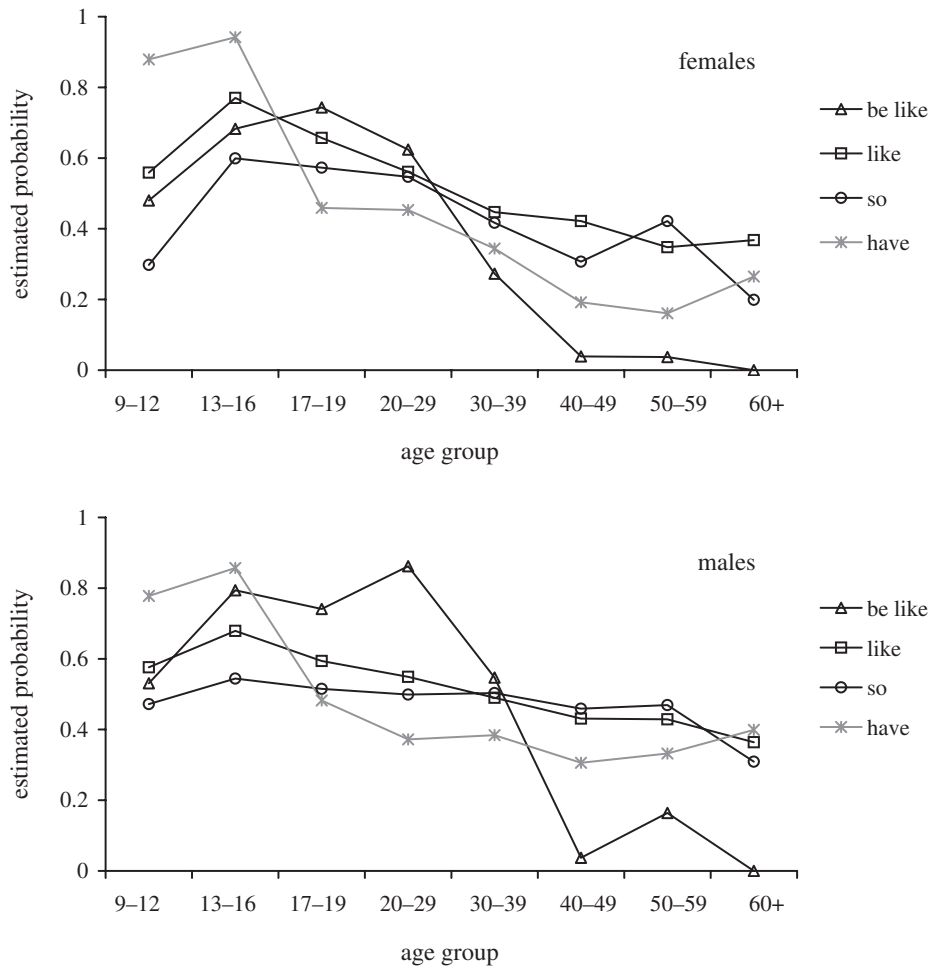 1
0.8
0.6
0.4
0.2
0
estimated probability
females
be like
like
so
have
9–12 13–16 17–19 20–29 30–39 40–49 50–59 60+
age group
1
0.8
0.6
0.4
0.2
0
estimated probability
males
be like
like
so
have
9–12 13–16 17–19 20–29 30–39 40–49 50–59 60+
age group